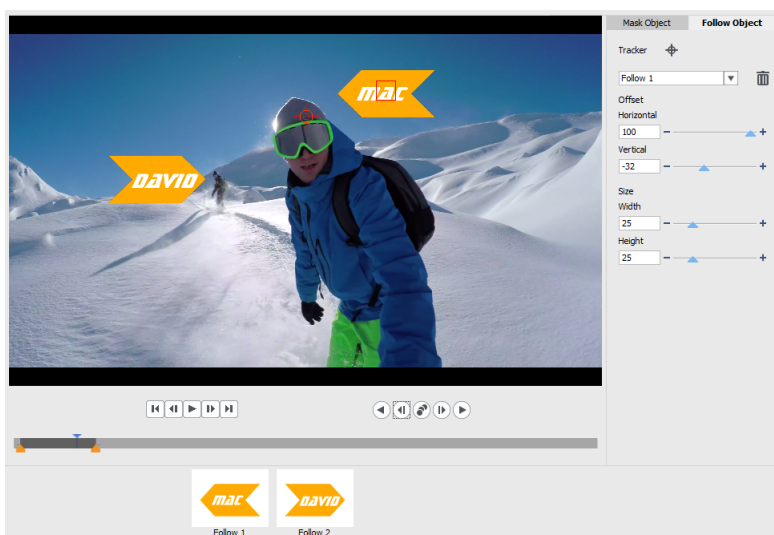 Mask Object Follow Object
Tracker
Follow 1
Offset
Horizontal
100
Vertical
-32
Size
Width
25
Height
25
mac
DAVID
mac
DAVID
Follow 1 Follow 2